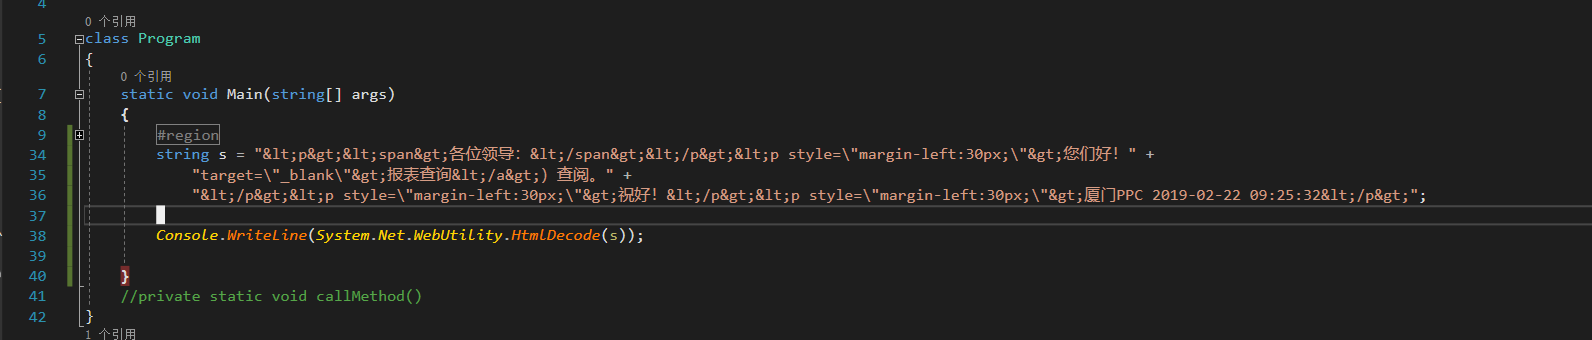 4
0 个引用
5 class Program
6 {
0 个引用
7 static void Main(string[] args)
8 {
9 #region
34 string s = "&lt;p&gt;&lt;span&gt;各位领导：&lt;/span&gt;&lt;/p&gt;&lt;p style=\"margin-left:30px;\"&gt;您们好！" +
35 "target=\"_blank\"&gt;报表查询&lt;/a&gt;）查阅。" +
36 "&lt;/p&gt;&lt;p style=\"margin-left:30px;\"&gt;祝好！&lt;/p&gt;&lt;p style=\"margin-left:30px;\"&gt;厦门PPC 2019-02-22 09:25:32&lt;/p&gt;";
37
38 Console.WriteLine(System.Net.WebUtility.HtmlDecode(s));
39
40 }
41 //private static void callMethod()
42 }
1 个引用